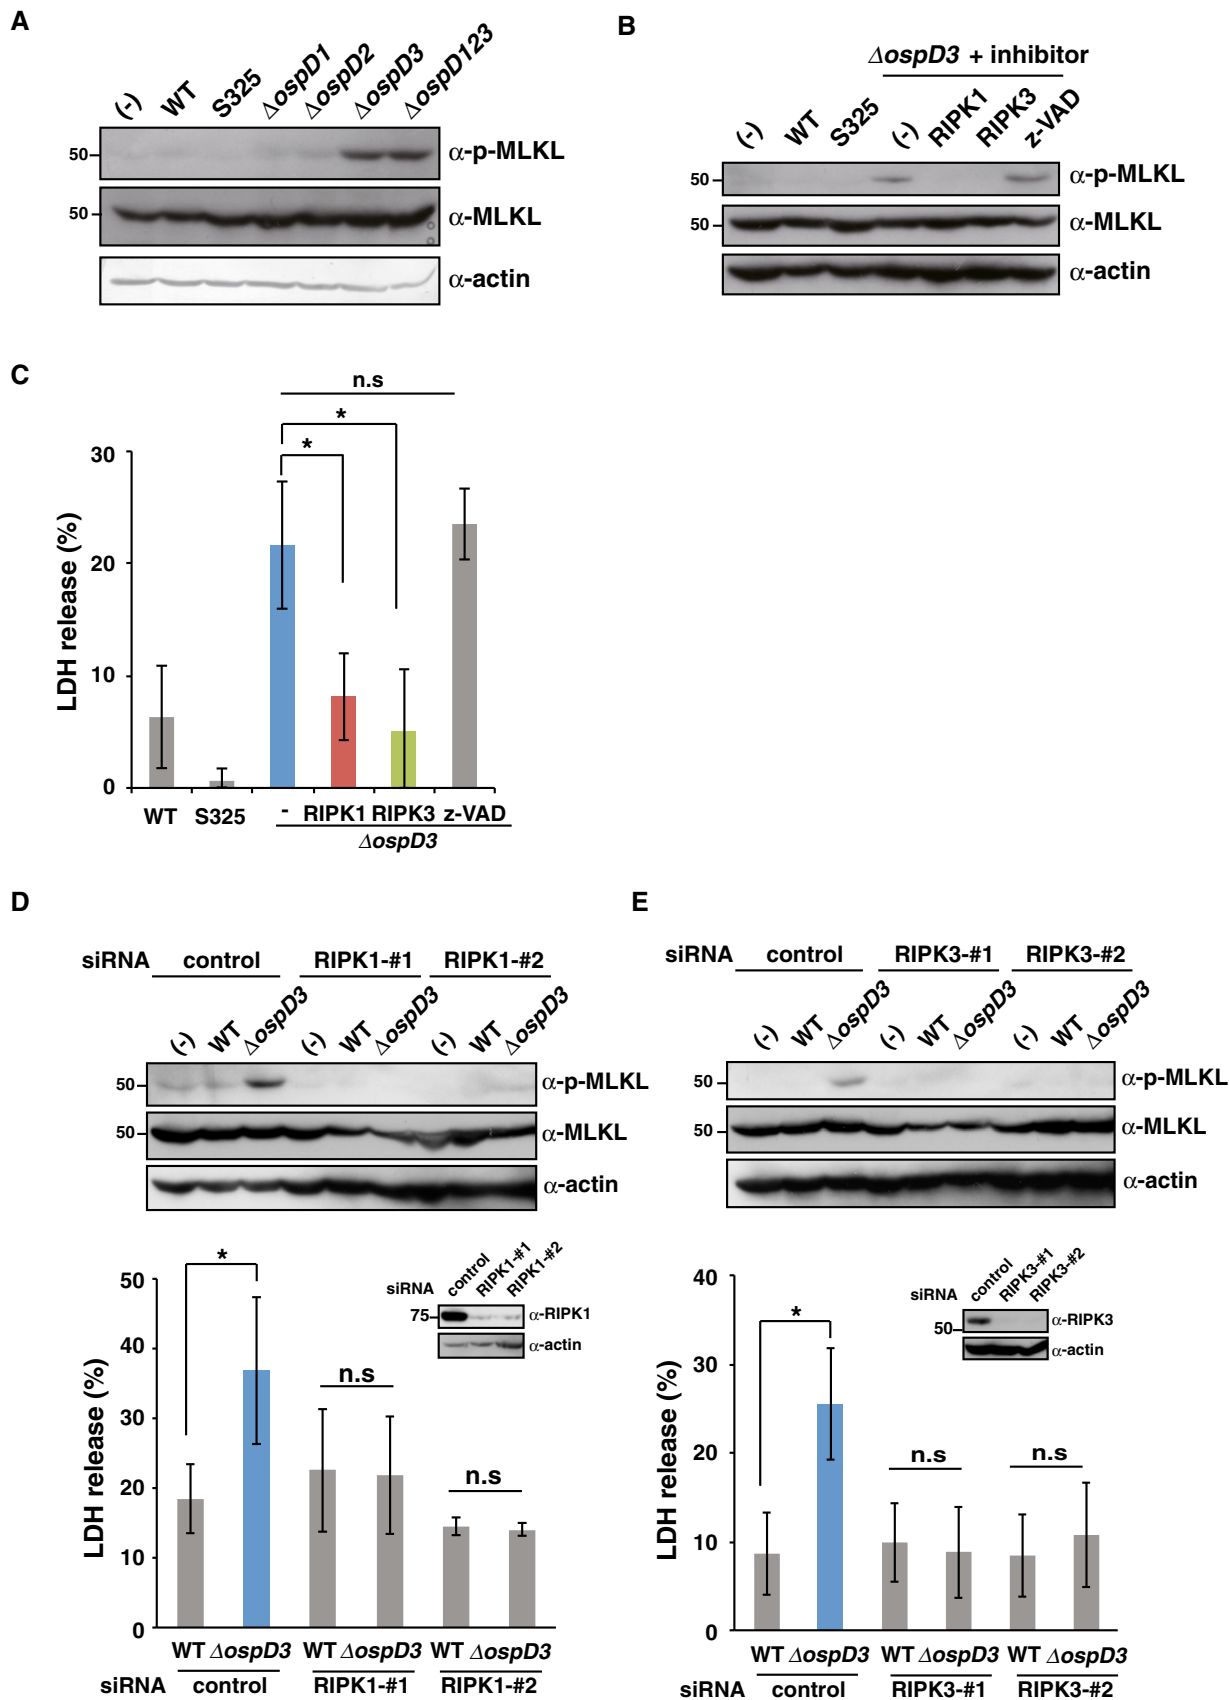 A
(-) WT S325 ΔospD1 ΔospD2 ΔospD3 ΔospD123
50 α-p-MLKL
50 α-MLKL
α-actin
B
ΔospD3 + inhibitor
(-) WT S325 (-) RIPK1 RIPK3 z-VAD
50 α-p-MLKL
50 α-MLKL
α-actin
C
n.s
*
*
LDH release (%)
30
20
10
0
WT S325 - RIPK1 RIPK3 z-VAD
ΔospD3
D
siRNA control RIPK1-#1 RIPK1-#2
(-) WT ΔospD3 (-) WT ΔospD3 (-) WT ΔospD3
50 α-p-MLKL
50 α-MLKL
α-actin
siRNA control RIPK1-#1 RIPK1-#2
75 α-RIPK1
α-actin
*
n.s
n.s
LDH release (%)
50
40
30
20
10
0
WT ΔospD3 WT ΔospD3 WT ΔospD3
siRNA control RIPK1-#1 RIPK1-#2
E
siRNA control RIPK3-#1 RIPK3-#2
(-) WT ΔospD3 (-) WT ΔospD3 (-) WT ΔospD3
50 α-p-MLKL
50 α-MLKL
α-actin
siRNA control RIPK3-#1 RIPK3-#2
50 α-RIPK3
α-actin
*
n.s
n.s
LDH release (%)
40
30
20
10
0
WT ΔospD3 WT ΔospD3 WT ΔospD3
siRNA control RIPK3-#1 RIPK3-#2